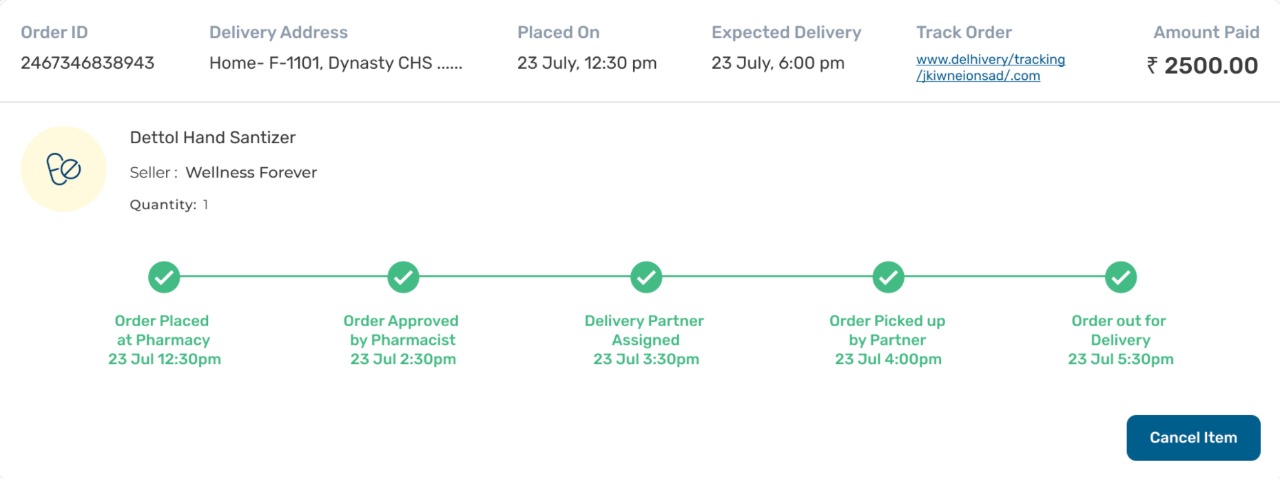 Order ID
2467346838943
Delivery Address
Home- F-1101, Dynasty CHS ......
Placed On
23 July, 12:30 pm
Expected Delivery
23 July, 6:00 pm
Track Order
www.delhivery/tracking
/jkiwneionsad/.com
Amount Paid
₹ 2500.00
Dettol Hand Santizer
Seller : Wellness Forever
Quantity: 1
Order Placed
at Pharmacy
23 Jul 12:30pm
Order Approved
by Pharmacist
23 Jul 2:30pm
Delivery Partner
Assigned
23 Jul 3:30pm
Order Picked up
by Partner
23 Jul 4:00pm
Order out for
Delivery
23 Jul 5:30pm
Cancel Item